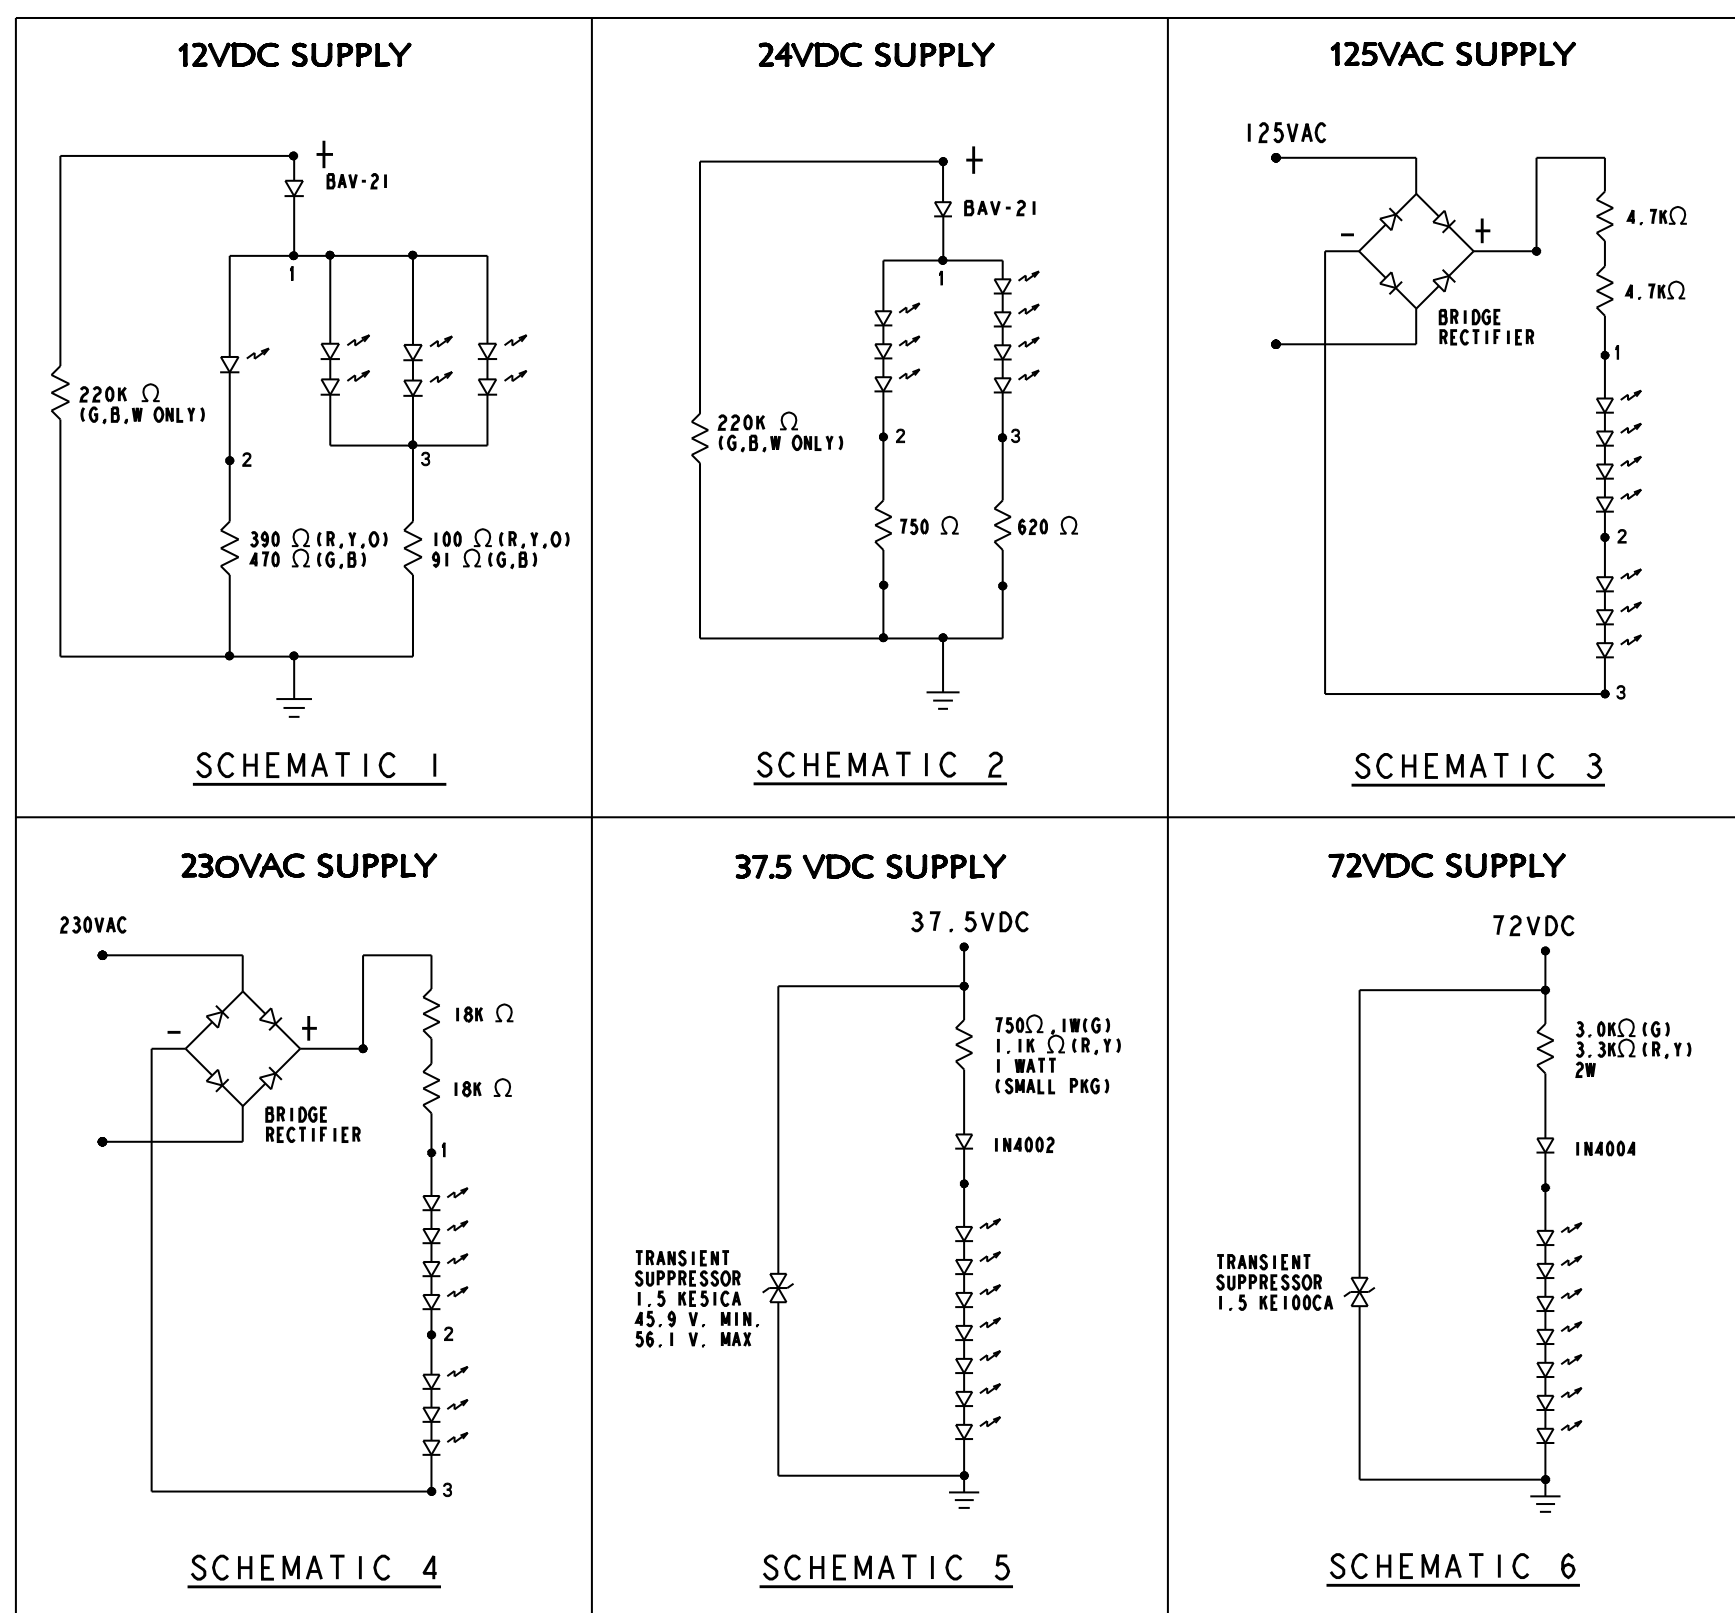 12VDC SUPPLY
+
BAV-21
1
220K Ω
(G,B,W ONLY)
2
3
390 Ω (R,Y,O)
470 Ω (G,B)
100 Ω (R,Y,O)
91 Ω (G,B)
SCHEMATIC 1
24VDC SUPPLY
+
BAV-21
1
220K Ω
(G,B,W ONLY)
2
3
750 Ω
620 Ω
SCHEMATIC 2
125VAC SUPPLY
125VAC
-
+
4.7KΩ
4.7KΩ
BRIDGE
RECTIFIER
1
2
3
SCHEMATIC 3
230VAC SUPPLY
230VAC
-
+
18K Ω
18K Ω
BRIDGE
RECTIFIER
1
2
3
SCHEMATIC 4
37.5 VDC SUPPLY
37.5VDC
750Ω,1W(G)
1.1K Ω(R,Y)
1 WATT
(SMALL PKG)
1N4002
TRANSIENT
SUPPRESSOR
1.5 KE51CA
45.9 V. MIN.
56.1 V. MAX
SCHEMATIC 5
72VDC SUPPLY
72VDC
3.0KΩ(G)
3.3KΩ(R,Y)
2W
1N4004
TRANSIENT
SUPPRESSOR
1.5 KE100CA
SCHEMATIC 6